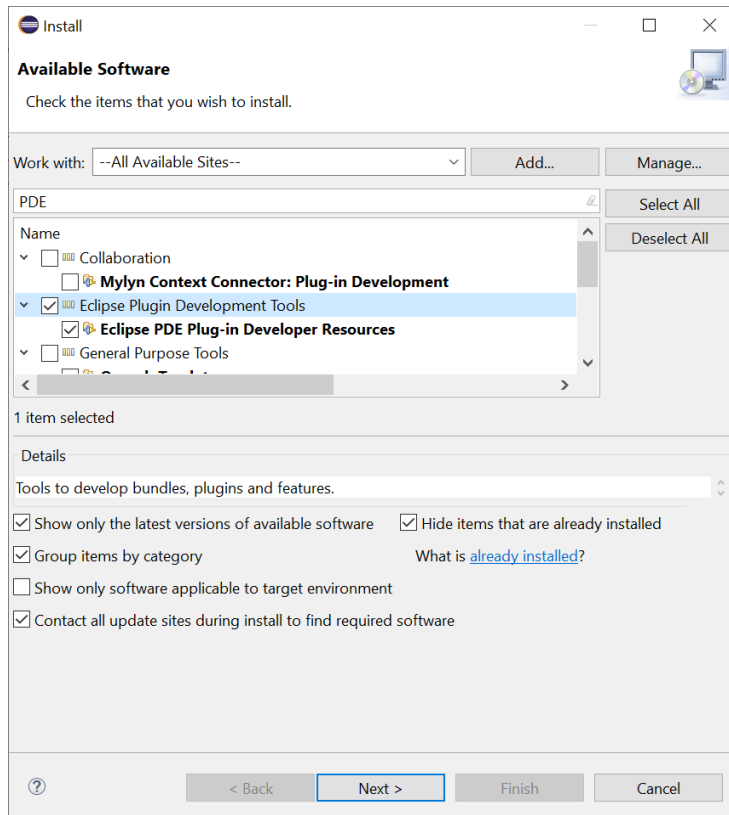 Install
Available Software
Check the items that you wish to install.
Work with: --All Available Sites-- Add... Manage...
PDE Select All
Name Deselect All
Collaboration
Mylyn Context Connector: Plug-in Development
Eclipse Plugin Development Tools
Eclipse PDE Plug-in Developer Resources
General Purpose Tools
1 item selected
Details
Tools to develop bundles, plugins and features.
Show only the latest versions of available software Hide items that are already installed
Group items by category What is already installed?
Show only software applicable to target environment
Contact all update sites during install to find required software
? < Back Next > Finish Cancel